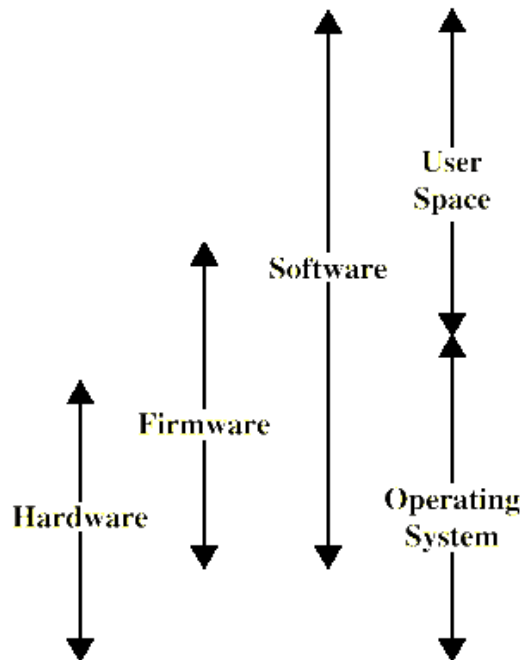 User
Space
Software
Firmware
Hardware
Operating
System